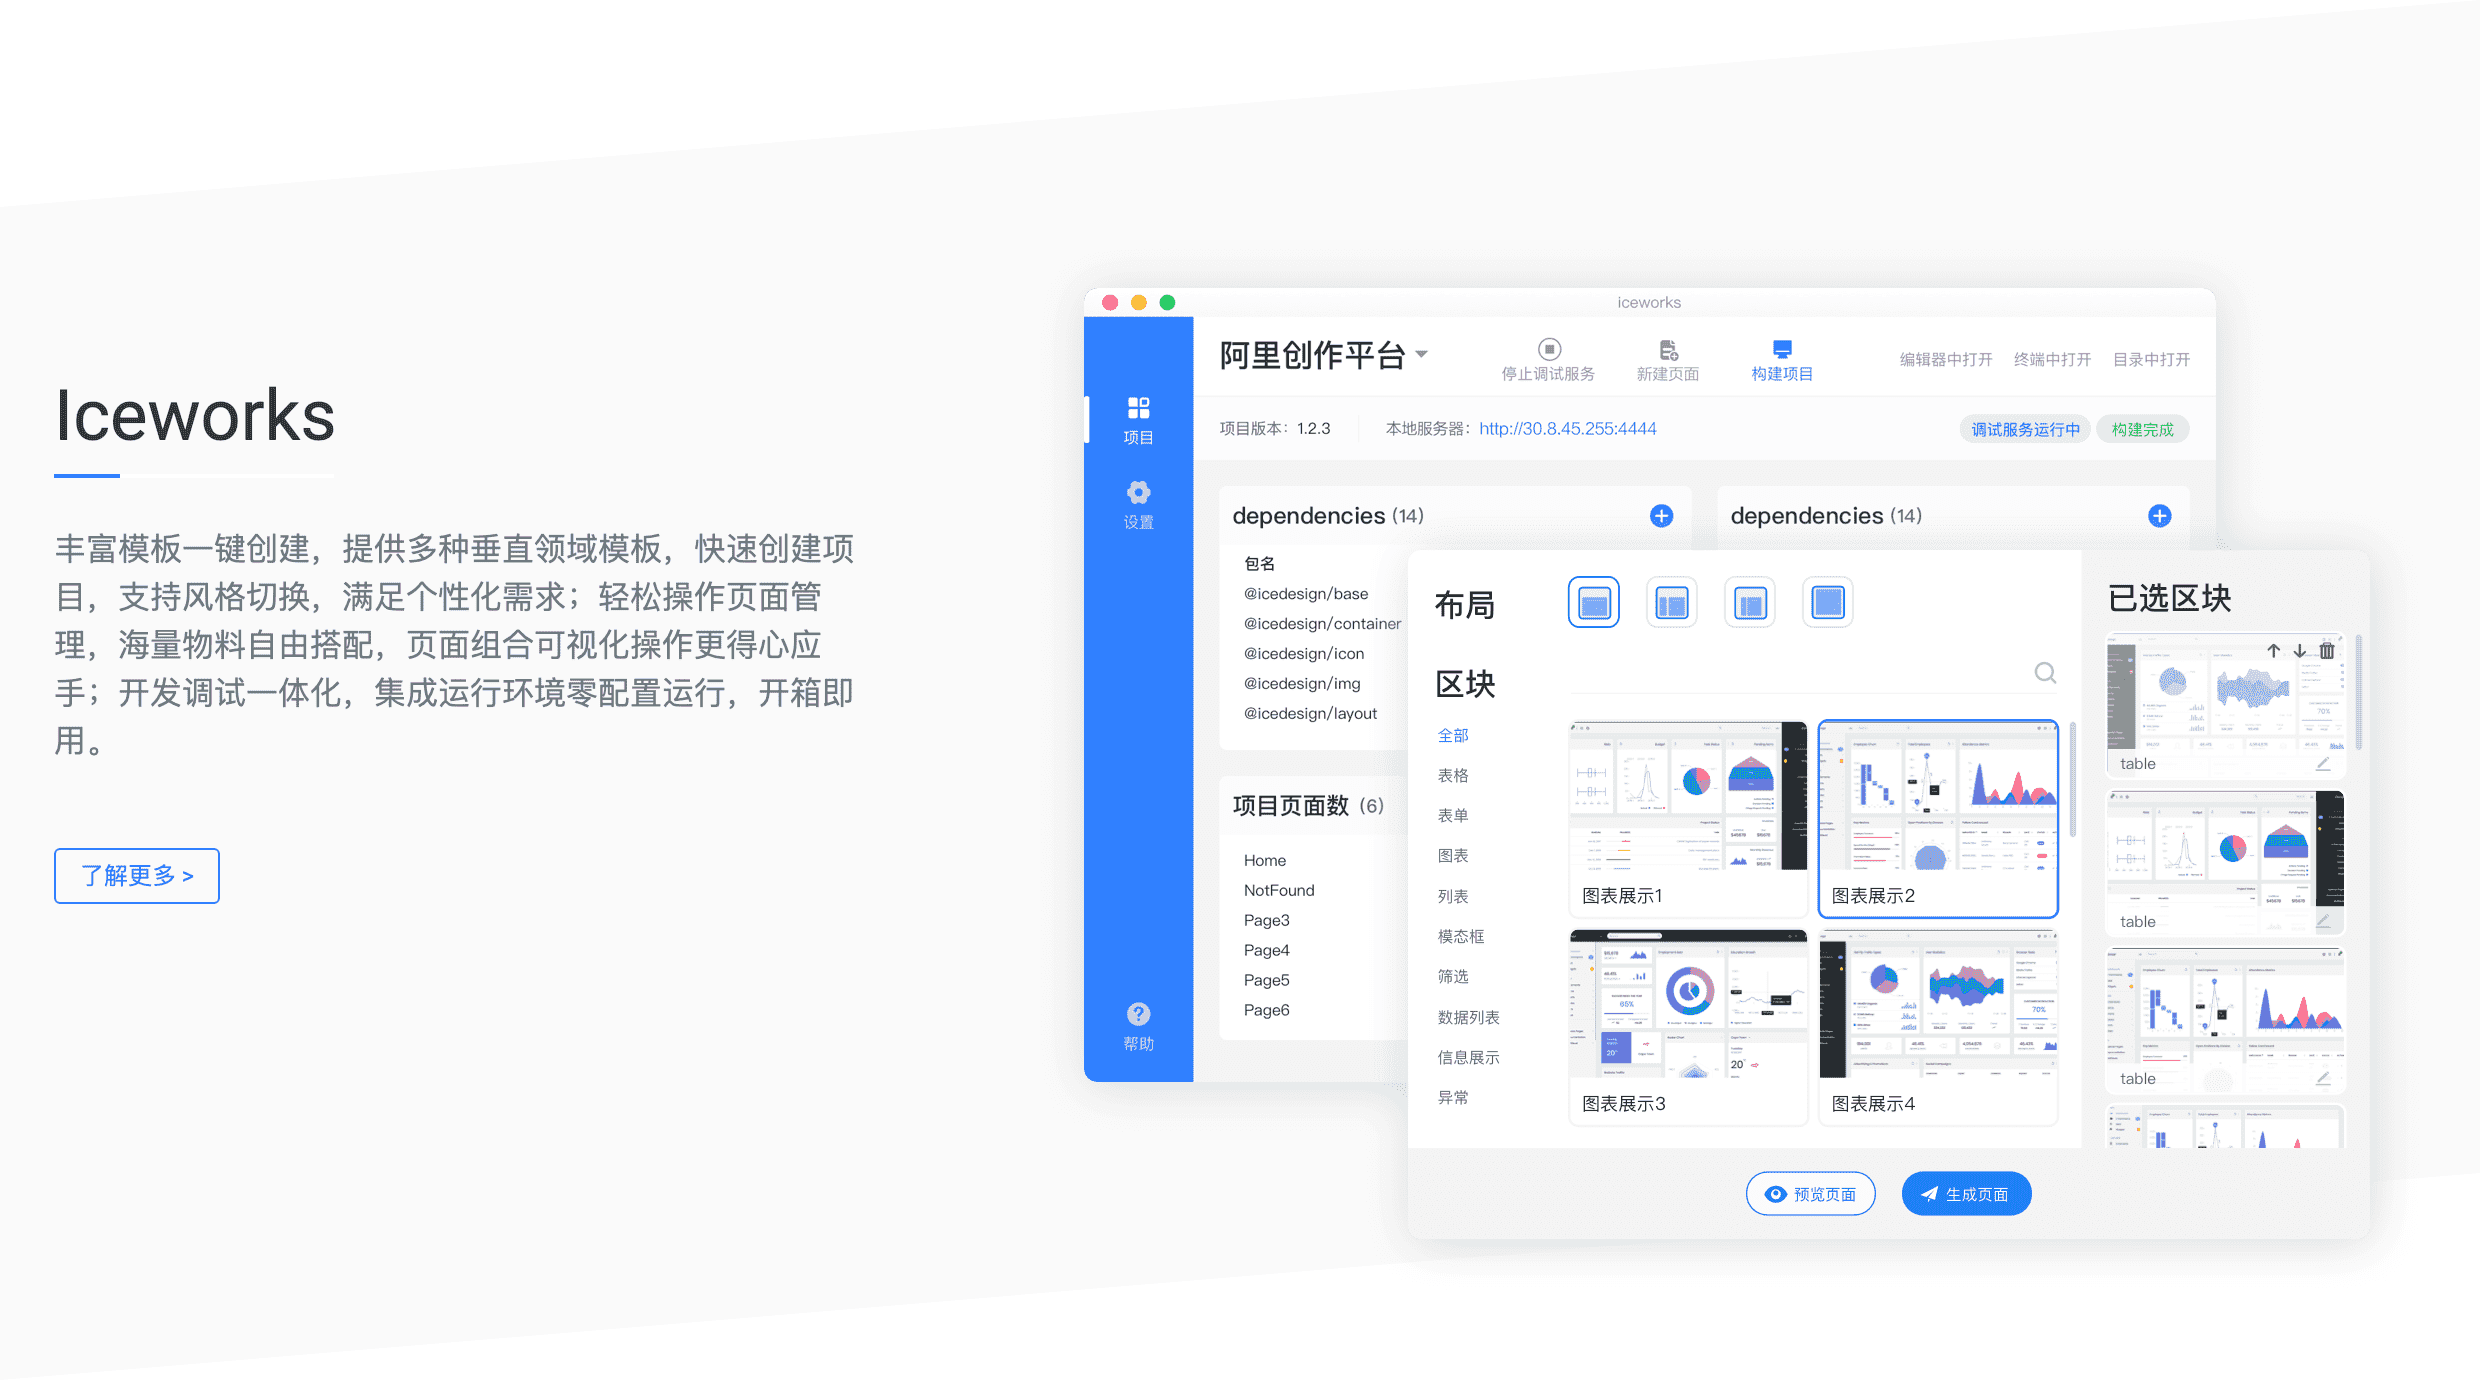 Iceworks
丰富模板一键创建，提供多种垂直领域模板，快速创建项
目，支持风格切换，满足个性化需求；轻松操作页面管
理，海量物料自由搭配，页面组合可视化操作更得心应
手；开发调试一体化，集成运行环境零配置运行，开箱即
用。
了解更多 >
iceworks
项目
设置
帮助
阿里创作平台
停止调试服务
新建页面
构建项目
编辑器中打开 终端中打开 目录中打开
项目版本：1.2.3
本地服务器：http://30.8.45.255:4444
调试服务运行中
构建完成
dependencies (14)
包名
@icedesign/base
@icedesign/container
@icedesign/icon
@icedesign/img
@icedesign/layout
dependencies (14)
项目页面数 (6)
Home
NotFound
Page3
Page4
Page5
Page6
布局
区块
全部
表格
表单
图表
列表
模态框
筛选
数据列表
信息展示
异常
图表展示1
图表展示2
图表展示3
图表展示4
已选区块
table
table
table
预览页面
生成页面